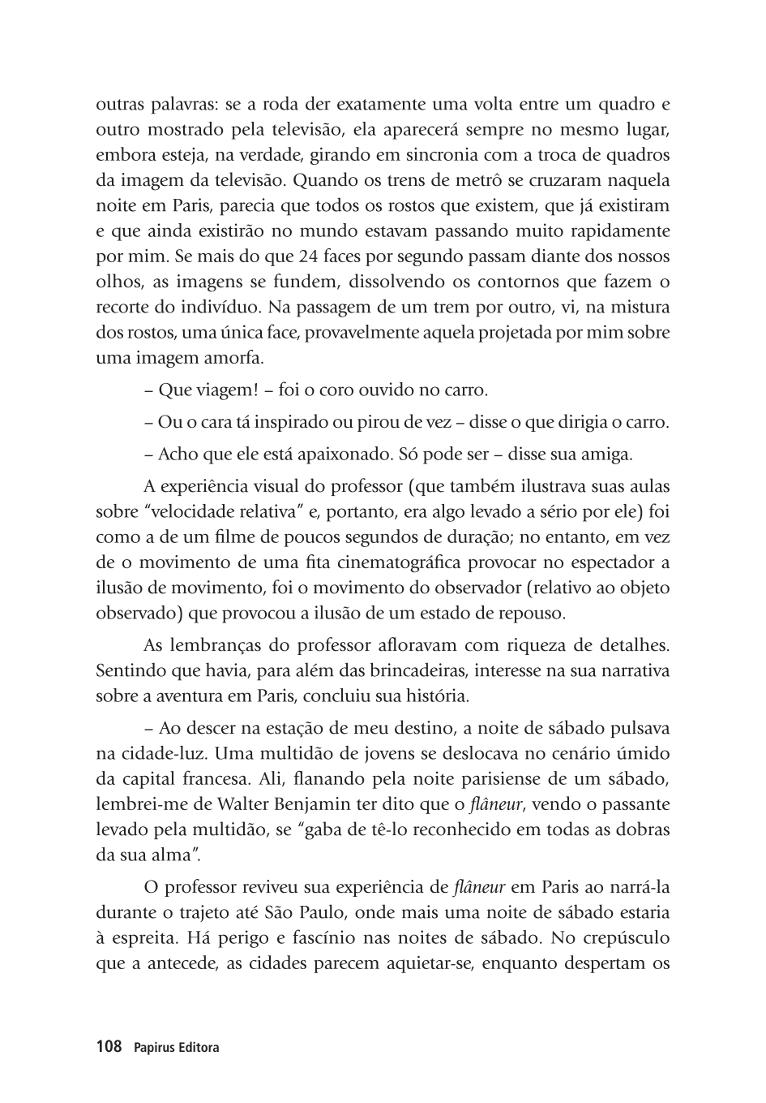 outras palavras: se a roda der exatamente uma volta entre um quadro e
outro mostrado pela televisão, ela aparecerá sempre no mesmo lugar,
embora esteja, na verdade, girando em sincronia com a troca de quadros
da imagem da televisão. Quando os trens de metrô se cruzaram naquela
noite em Paris, parecia que todos os rostos que existem, que já existiram
e que ainda existirão no mundo estavam passando muito rapidamente
por mim. Se mais do que 24 faces por segundo passam diante dos nossos
olhos, as imagens se fundem, dissolvendo os contornos que fazem o
recorte do indivíduo. Na passagem de um trem por outro, vi, na mistura
dos rostos, uma única face, provavelmente aquela projetada por mim sobre
uma imagem amorfa.
– Que viagem! – foi o coro ouvido no carro.
– Ou o cara tá inspirado ou pirou de vez – disse o que dirigia o carro.
– Acho que ele está apaixonado. Só pode ser – disse sua amiga.
A experiência visual do professor (que também ilustrava suas aulas
sobre “velocidade relativa” e, portanto, era algo levado a sério por ele) foi
como a de um filme de poucos segundos de duração; no entanto, em vez
de o movimento de uma fita cinematográfica provocar no espectador a
ilusão de movimento, foi o movimento do observador (relativo ao objeto
observado) que provocou a ilusão de um estado de repouso.
As lembranças do professor afloravam com riqueza de detalhes.
Sentindo que havia, para além das brincadeiras, interesse na sua narrativa
sobre a aventura em Paris, concluiu sua história.
– Ao descer na estação de meu destino, a noite de sábado pulsava
na cidade-luz. Uma multidão de jovens se deslocava no cenário úmido
da capital francesa. Ali, flanando pela noite parisiense de um sábado,
lembrei-me de Walter Benjamin ter dito que o flâneur, vendo o passante
levado pela multidão, se “gaba de tê-lo reconhecido em todas as dobras
da sua alma”.
O professor reviveu sua experiência de flâneur em Paris ao narrá-la
durante o trajeto até São Paulo, onde mais uma noite de sábado estaria
à espreita. Há perigo e fascínio nas noites de sábado. No crepúsculo
que a antecede, as cidades parecem aquietar-se, enquanto despertam os
108 Papirus Editora